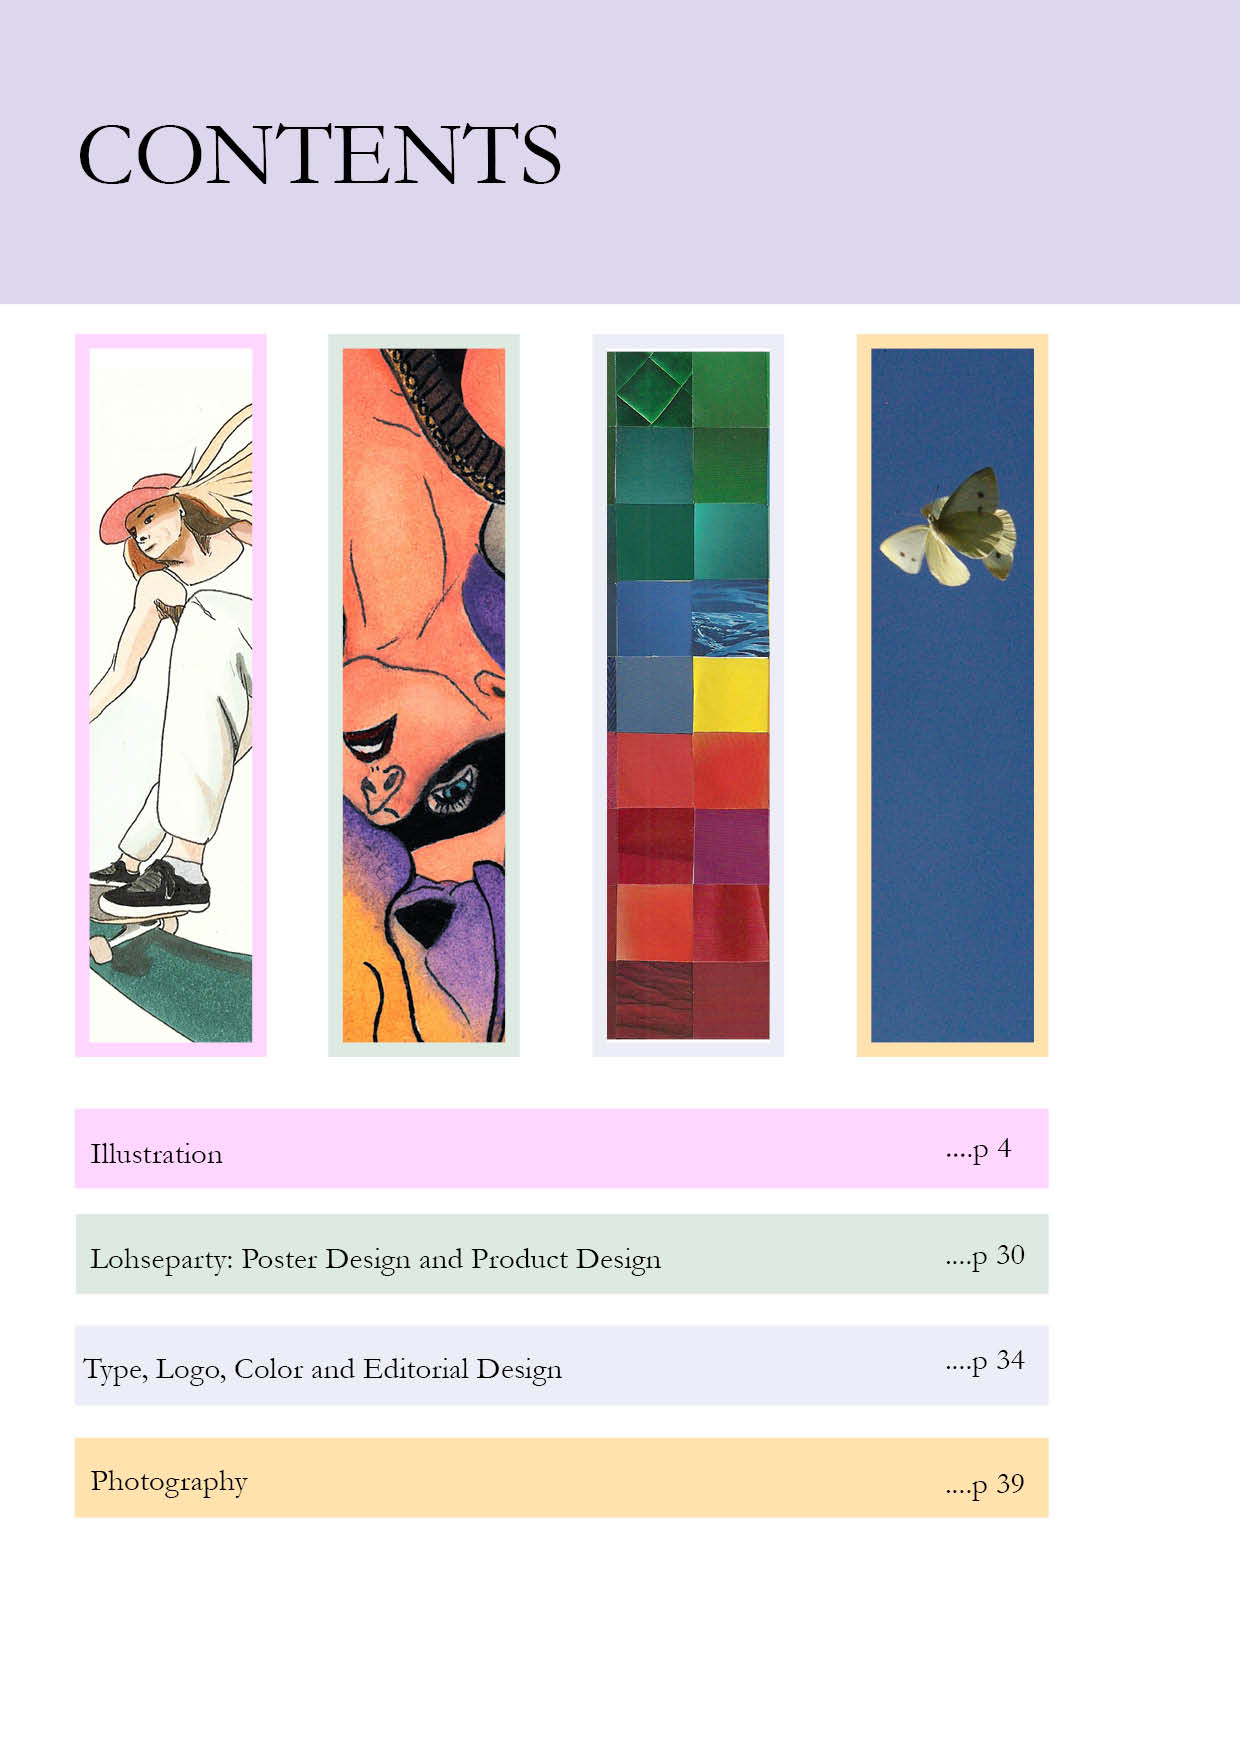 CONTENTS
Illustration ....p 4
Lohseparty: Poster Design and Product Design ....p 30
Type, Logo, Color and Editorial Design ....p 34
Photography ....p 39